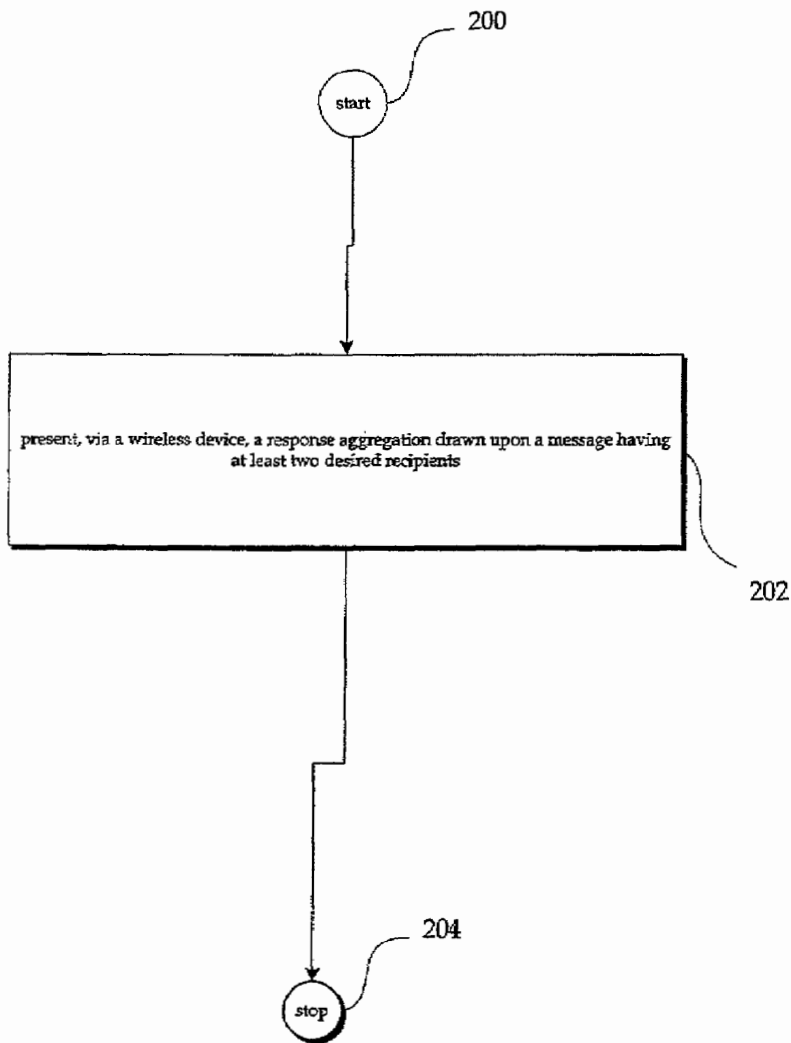 200
start
present, via a wireless device, a response aggregation drawn upon a message having
at least two desired recipients
202
204
stop